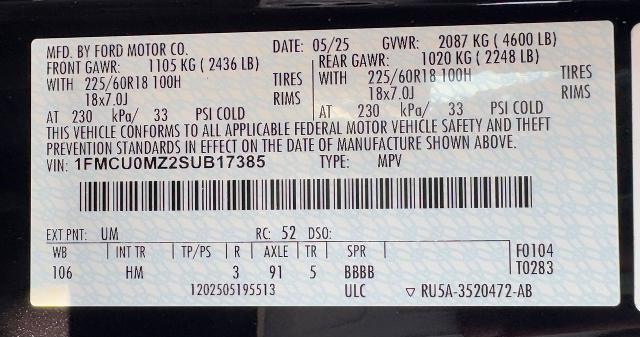 MFD. BY FORD MOTOR CO. DATE: 05/25 GVWR: 2087 KG (4600 LB)
FRONT GAWR: 1105 KG (2436 LB) REAR GAWR: 1020 KG (2248 LB)
WITH 225/60R18 100H TIRES WITH 225/60R18 100H TIRES
18x7.0J RIMS 18x7.0J RIMS
AT 230 kPa/ 33 PSI COLD AT 230 kPa/ 33 PSI COLD
THIS VEHICLE CONFORMS TO ALL APPLICABLE FEDERAL MOTOR VEHICLE SAFETY AND THEFT
PREVENTION STANDARDS IN EFFECT ON THE DATE OF MANUFACTURE SHOWN ABOVE.
VIN: 1FMCU0MZ2SUB17385 TYPE: MPV
EXT PNT: UM RC: 52 DSO:
WB INT TR TP/PS R AXLE TR SPR F0104
106 HM 3 91 5 BBBB T0283
1202505195513 ULC ▽ RU5A-3520472-AB